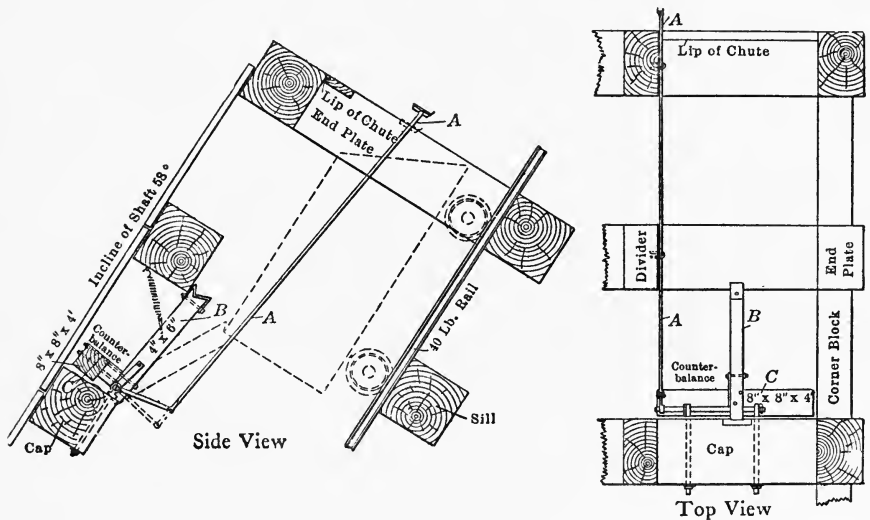 Lip of Chute
End Plate
A
Incline of Shaft 58°
B
4" x 6"
A
40 Lb. Rail
8" x 8" x 4'
Counter-
balance
C
Cap
Sill
Side View
A
Lip of Chute
Divider
End
Plate
A
B
Corner Block
Counter-
balance
C
8" x 8" x 4'
Cap
Top View